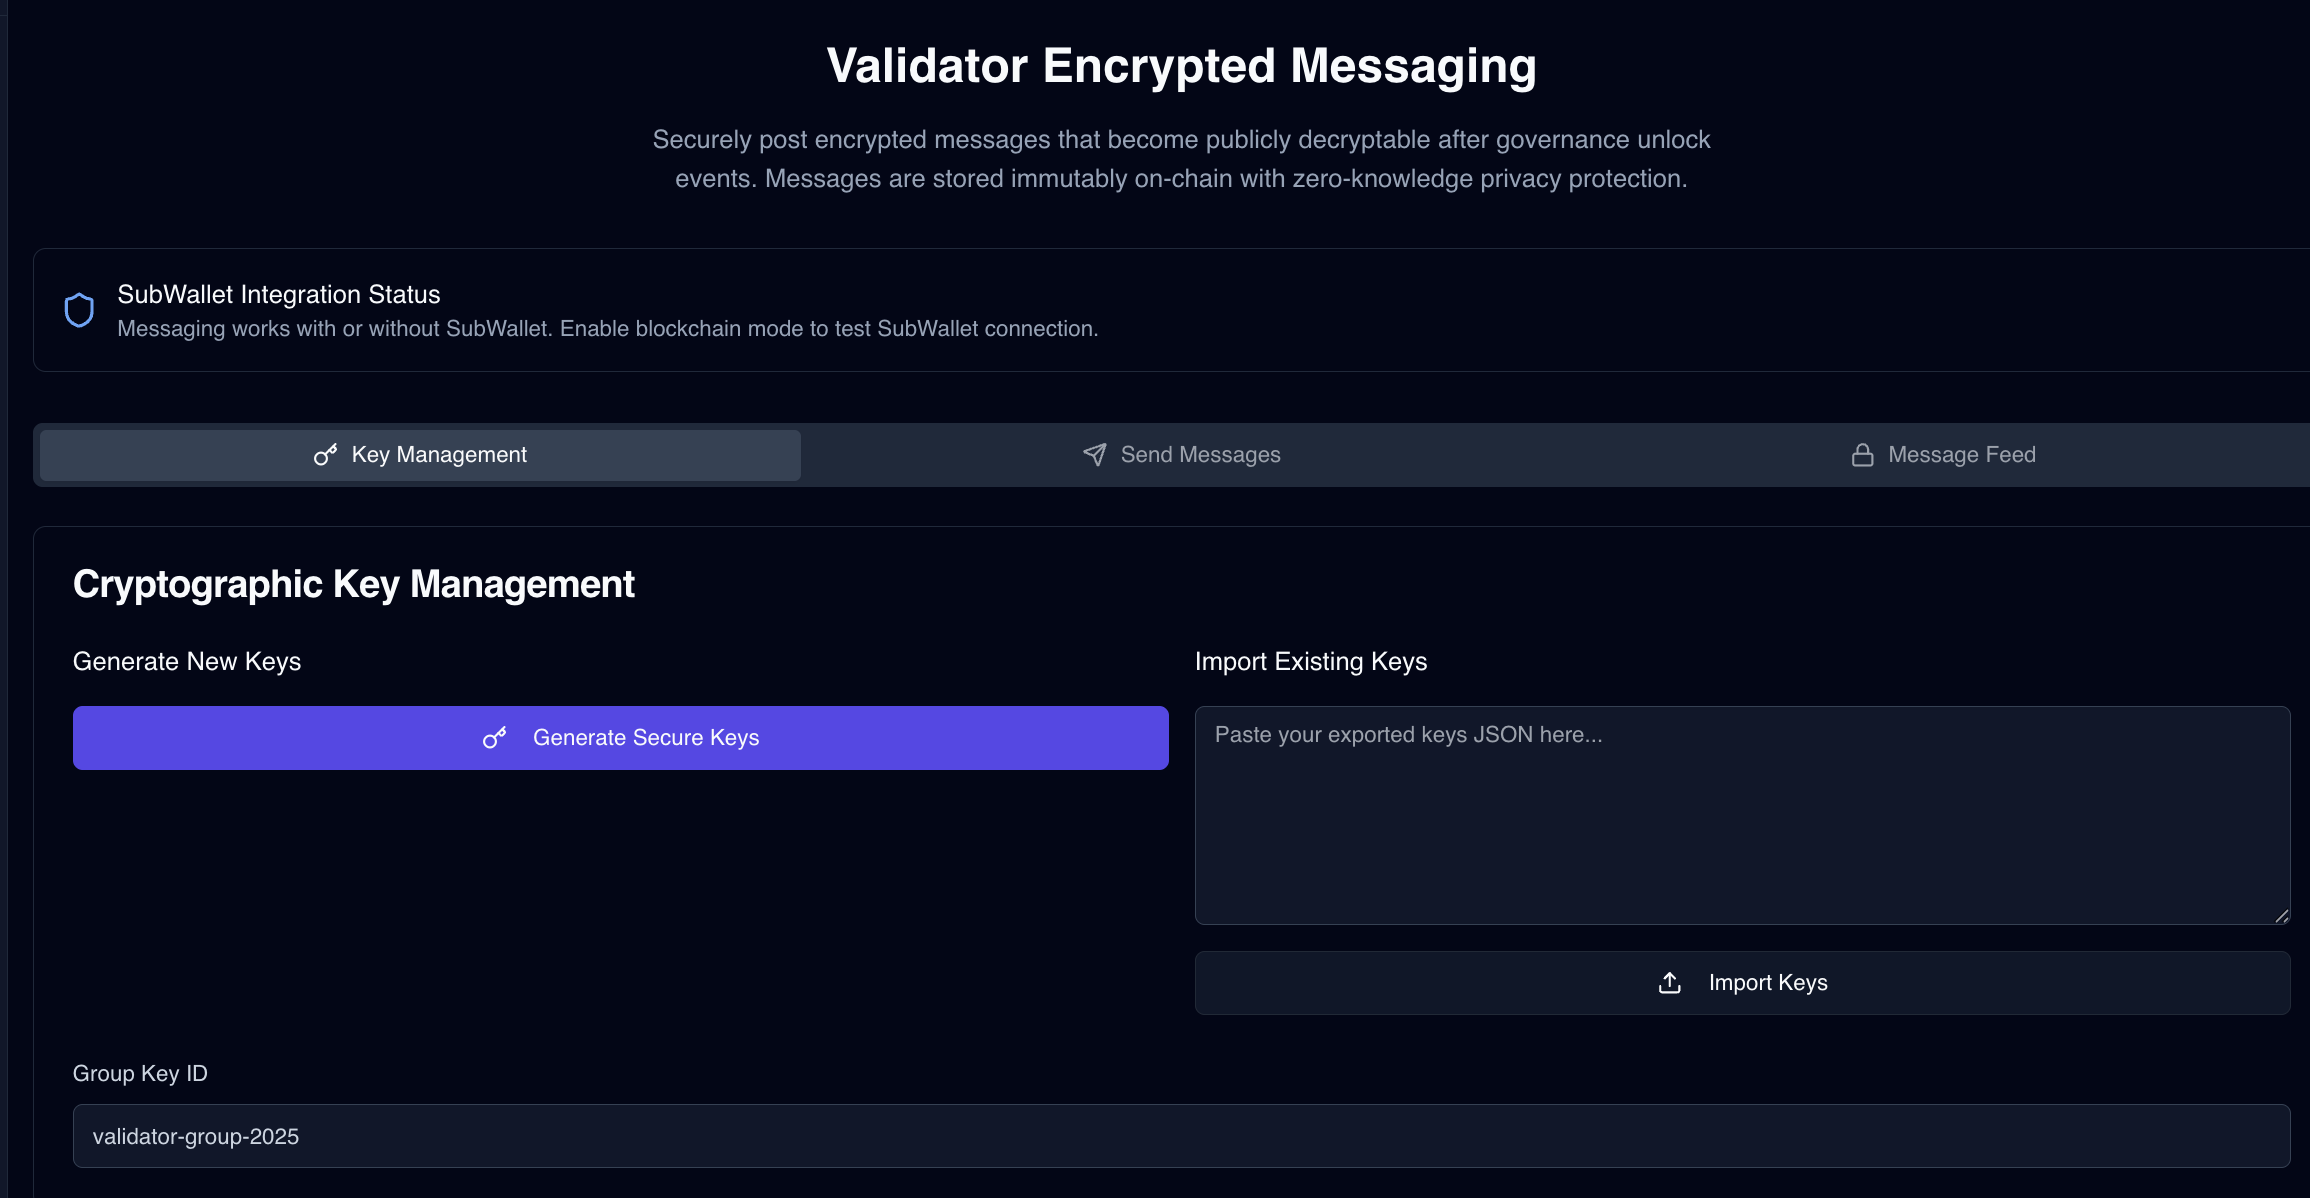 Validator Encrypted Messaging
Securely post encrypted messages that become publicly decryptable after governance unlock
events. Messages are stored immutably on-chain with zero-knowledge privacy protection.
SubWallet Integration Status
Messaging works with or without SubWallet. Enable blockchain mode to test SubWallet connection.
Key Management
Send Messages
Message Feed
Cryptographic Key Management
Generate New Keys
Generate Secure Keys
Import Existing Keys
Paste your exported keys JSON here...
Import Keys
Group Key ID
validator-group-2025